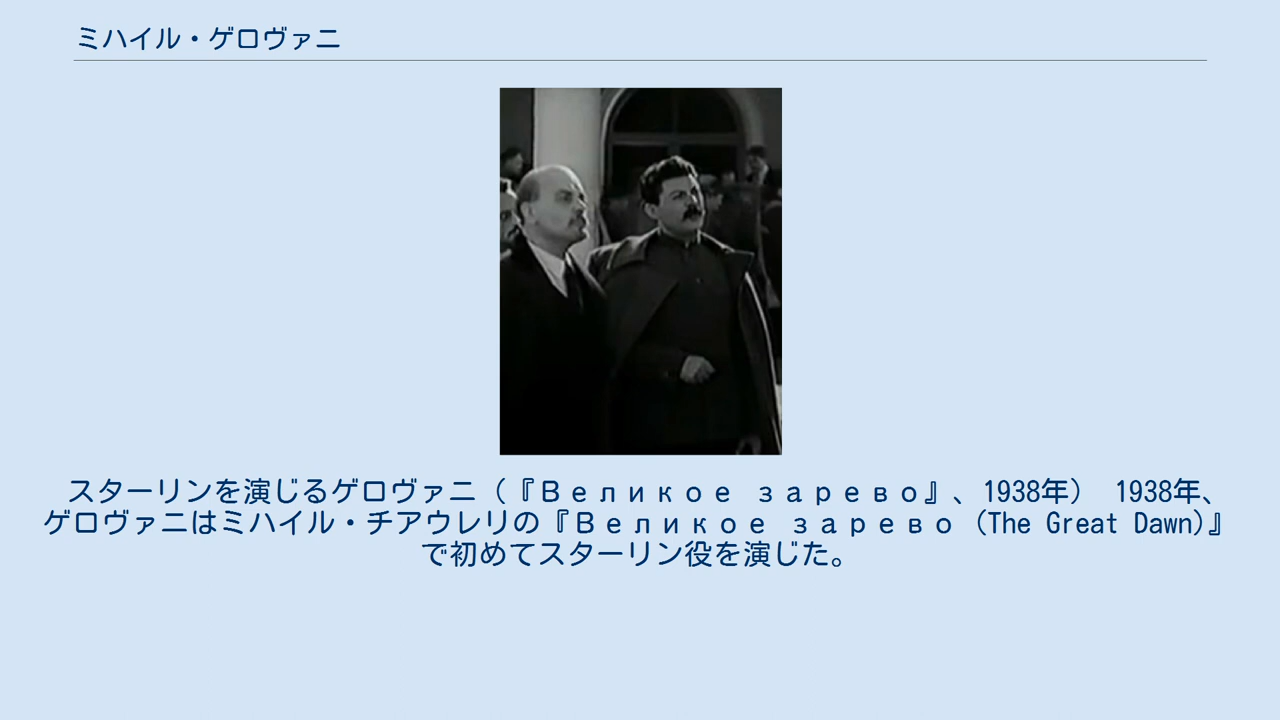 ミハイル・ゲロヴァニ
スターリンを演じるゲロヴァニ（『Великое зарево』、1938年）　1938年、
ゲロヴァニはミハイル・チアウレリの『Великое зарево (The Great Dawn)』
で初めてスターリン役を演じた。